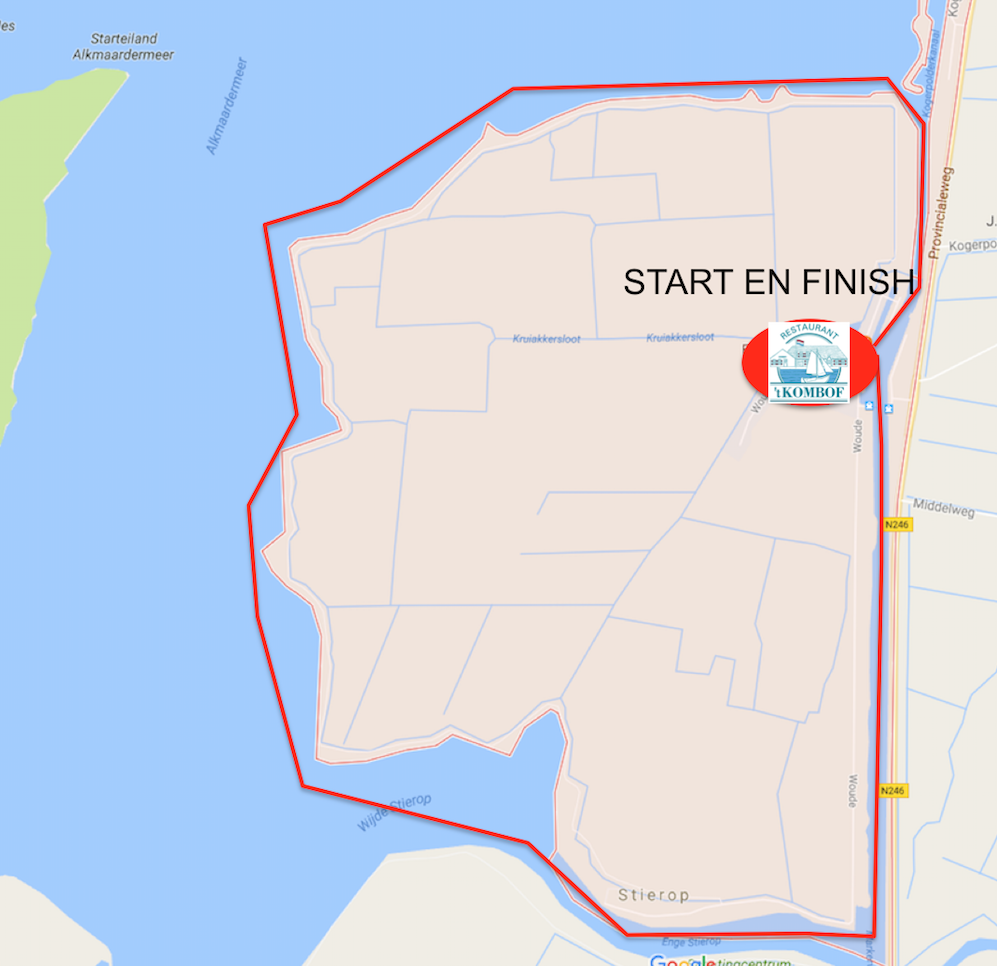 Starteiland
Alkmaardermeer
Alkmaardermeer
Kogerpolderkanaal
Provincialeweg
START EN FINISH
Kruiakkersloot
Kruiakkersloot
RESTAURANT
't KOMBOF
Woude
Middelweg
N246
N246
Woude
Wijde Stierop
Stierop
Enge Stierop
Google